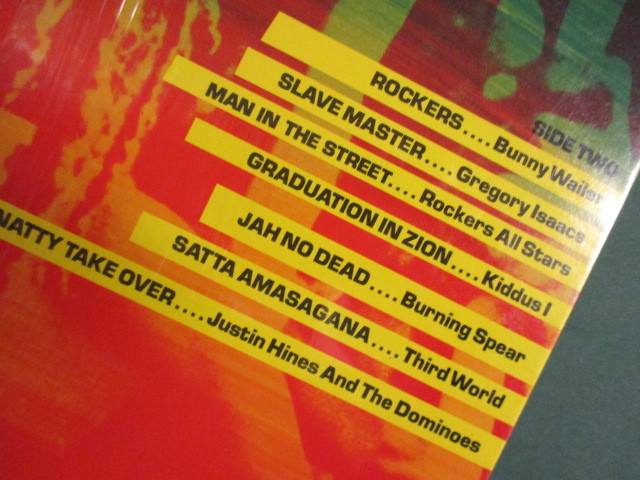 SIDE TWO
ROCKERS.... Bunny Wailer
SLAVE MASTER.... Gregory Isaacs
MAN IN THE STREET.... Rockers All Stars
GRADUATION IN ZION.... Kiddus I
JAH NO DEAD.... Burning Spear
SATTA AMASAGANA.... Third World
NATTY TAKE OVER.... Justin Hines And The Dominoes